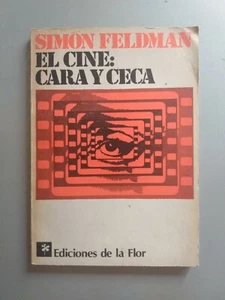 SIMON FELDMAN
EL CINE:
CARA Y CECA
Ediciones de la Flor